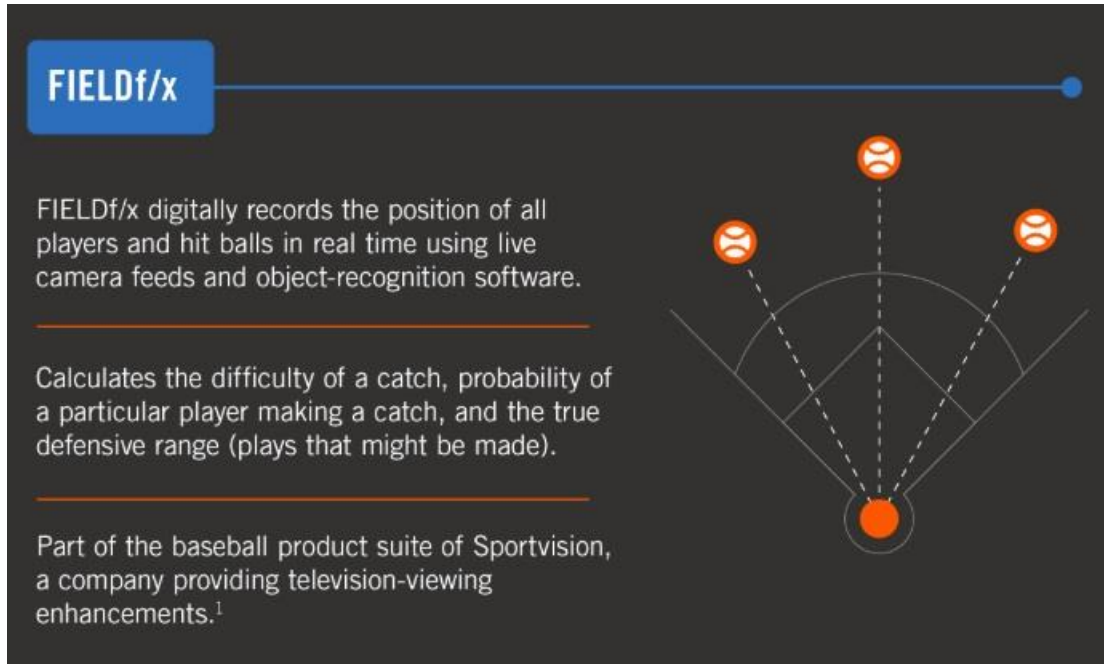 FIELDf/x
FIELDf/x digitally records the position of all
players and hit balls in real time using live
camera feeds and object-recognition software.
Calculates the difficulty of a catch, probability of
a particular player making a catch, and the true
defensive range (plays that might be made).
Part of the baseball product suite of Sportvision,
a company providing television-viewing
enhancements.¹